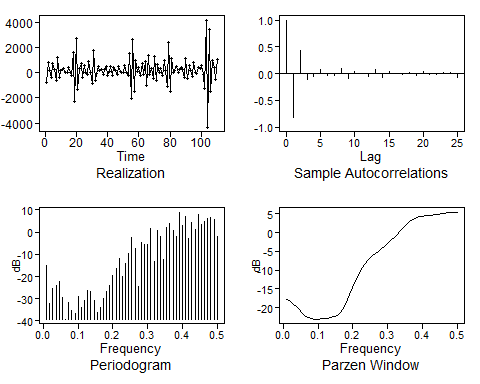 4000
2000
0
-2000
-4000
0 20 40 60 80 100
Time
Realization
1.0
0.5
0.0
-0.5
-1.0
0 5 10 15 20 25
Lag
Sample Autocorrelations
10
0
-10
-20
-30
-40
dB
0.0 0.1 0.2 0.3 0.4 0.5
Frequency
Periodogram
5
0
-5
-10
-15
-20
dB
0.0 0.1 0.2 0.3 0.4 0.5
Frequency
Parzen Window